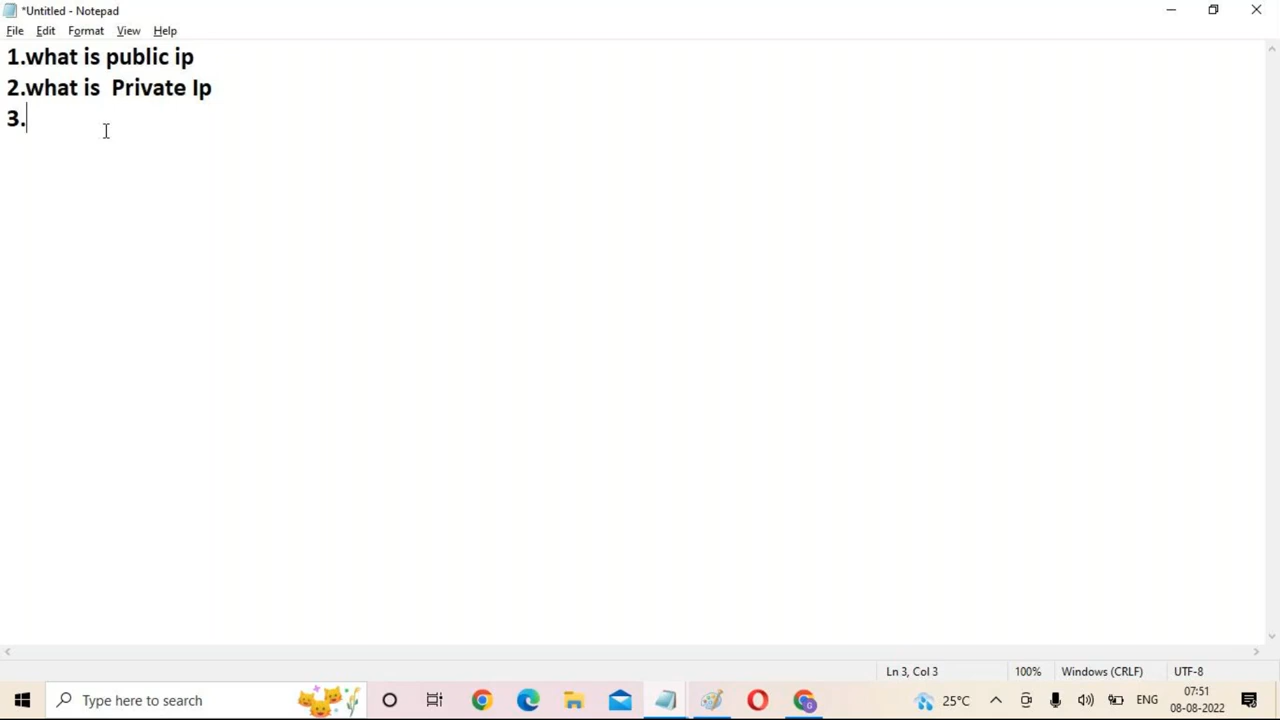 *Untitled - Notepad
File Edit Format View Help
1.what is public ip
2.what is  Private Ip
3.
Ln 3, Col 3 100% Windows (CRLF) UTF-8
Type here to search 25°C ENG 07:51
08-08-2022